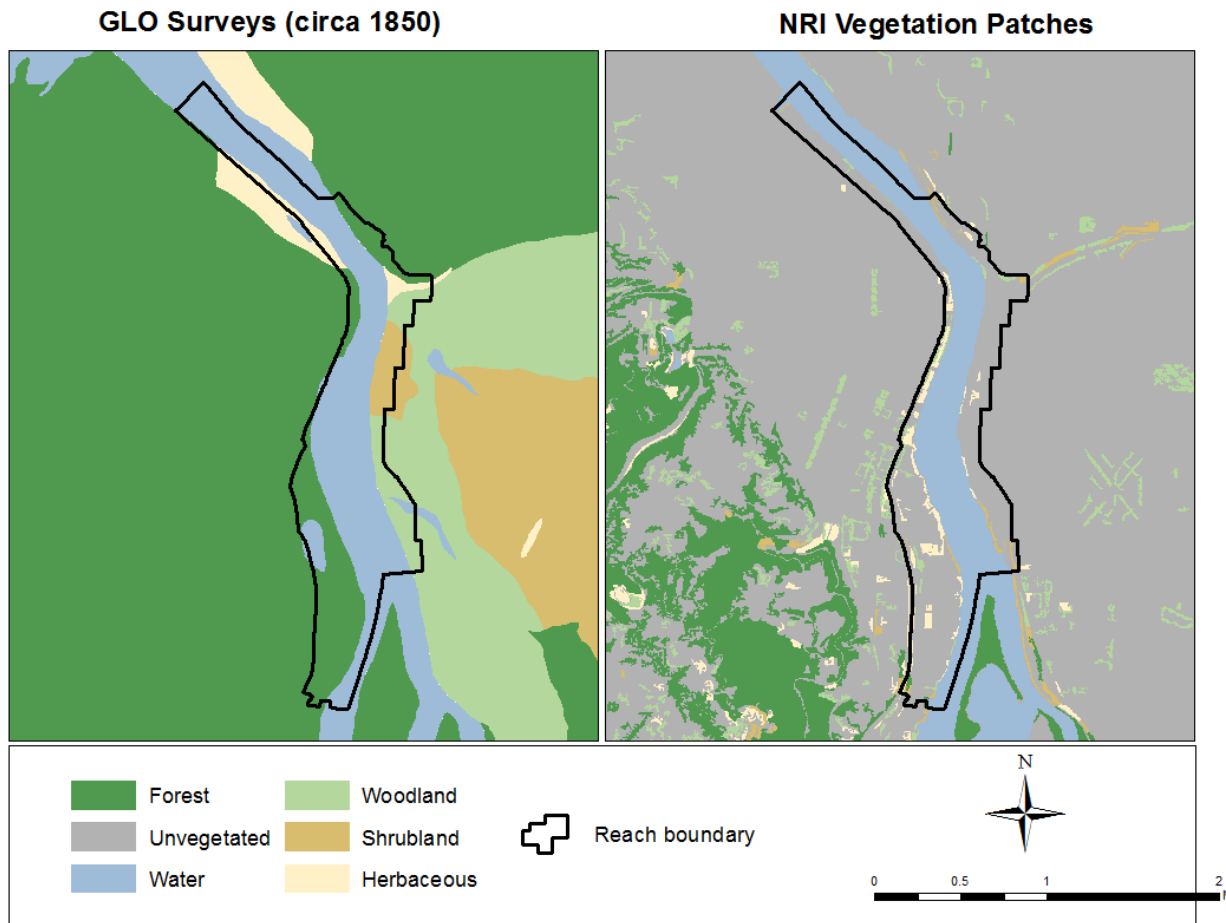 GLO Surveys (circa 1850)
NRI Vegetation Patches
Forest
Woodland
Unvegetated
Shrubland
Reach boundary
Water
Herbaceous
N
0 0.5 1 2